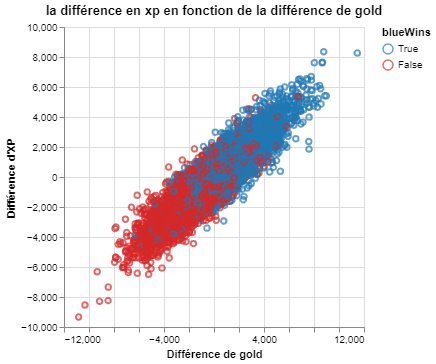 la différence en xp en fonction de la différence de gold
blueWins
True
False
10,000
8,000
6,000
4,000
2,000
0
−2,000
−4,000
−6,000
−8,000
−10,000
Différence d'XP
−12,000 −4,000 4,000 12,000
Différence de gold